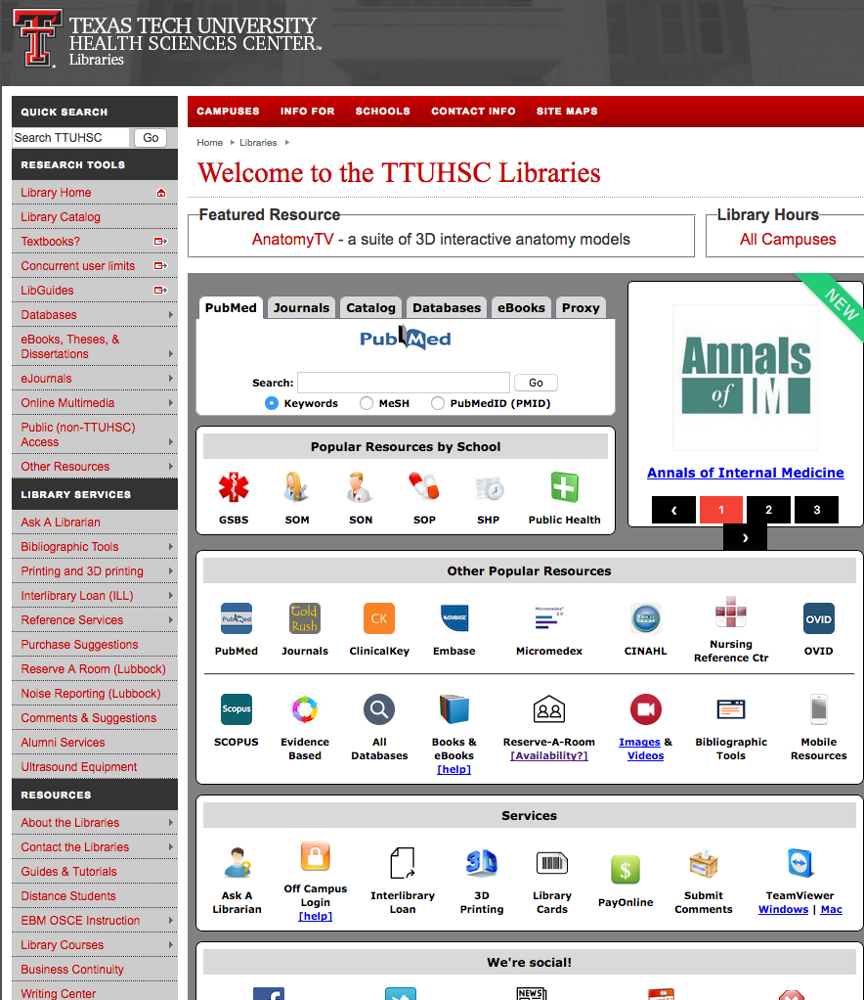 TEXAS TECH UNIVERSITY
HEALTH SCIENCES CENTER™
Libraries
QUICK SEARCH
Search TTUHSC Go
RESEARCH TOOLS
Library Home
Library Catalog
Textbooks?
Concurrent user limits
LibGuides
Databases
eBooks, Theses, &
Dissertations
eJournals
Online Multimedia
Public (non-TTUHSC)
Access
Other Resources
LIBRARY SERVICES
Ask A Librarian
Bibliographic Tools
Printing and 3D printing
Interlibrary Loan (ILL)
Reference Services
Purchase Suggestions
Reserve A Room (Lubbock)
Noise Reporting (Lubbock)
Comments & Suggestions
Alumni Services
Ultrasound Equipment
RESOURCES
About the Libraries
Contact the Libraries
Guides & Tutorials
Distance Students
EBM OSCE Instruction
Library Courses
Business Continuity
Writing Center
CAMPUSES INFO FOR SCHOOLS CONTACT INFO SITE MAPS
Home Libraries
Welcome to the TTUHSC Libraries
Featured Resource
AnatomyTV - a suite of 3D interactive anatomy models
Library Hours
All Campuses
PubMed Journals Catalog Databases eBooks Proxy
PubMed
Search: Go
Keywords MeSH PubMedID (PMID)
NEW
Annals
of IM
Annals of Internal Medicine
‹ 1 2 3
›
Popular Resources by School
GSBS SOM SON SOP SHP Public Health
Other Popular Resources
PubMed Gold Rush CK EMBASE Micromedex 2.0 OVID
PubMed Journals ClinicalKey Embase Micromedex CINAHL Nursing Reference Ctr OVID
Scopus
SCOPUS Evidence Based All Databases Books & eBooks [help] Reserve-A-Room [Availability?] Images & Videos Bibliographic Tools Mobile Resources
Services
3D $
Ask A Librarian Off Campus Login [help] Interlibrary Loan 3D Printing Library Cards PayOnline Submit Comments TeamViewer Windows | Mac
We're social!
NEWS